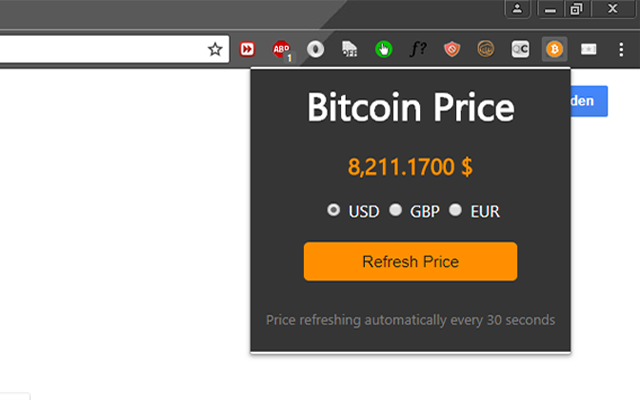 ABP
1
OFF
f?
QC
Bitcoin Price
den
8,211.1700 $
USD GBP EUR
Refresh Price
Price refreshing automatically every 30 seconds